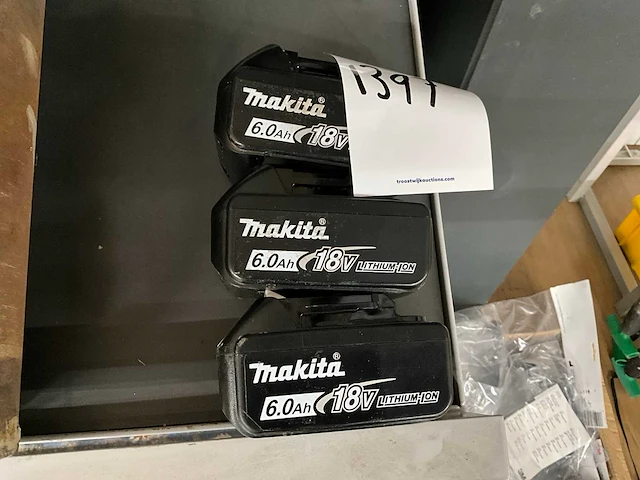 1397
troostwijkauctions.com
Makita®
6.0Ah 18V
Makita®
6.0Ah 18V LITHIUM-ION
Makita®
6.0Ah 18V LITHIUM-ION